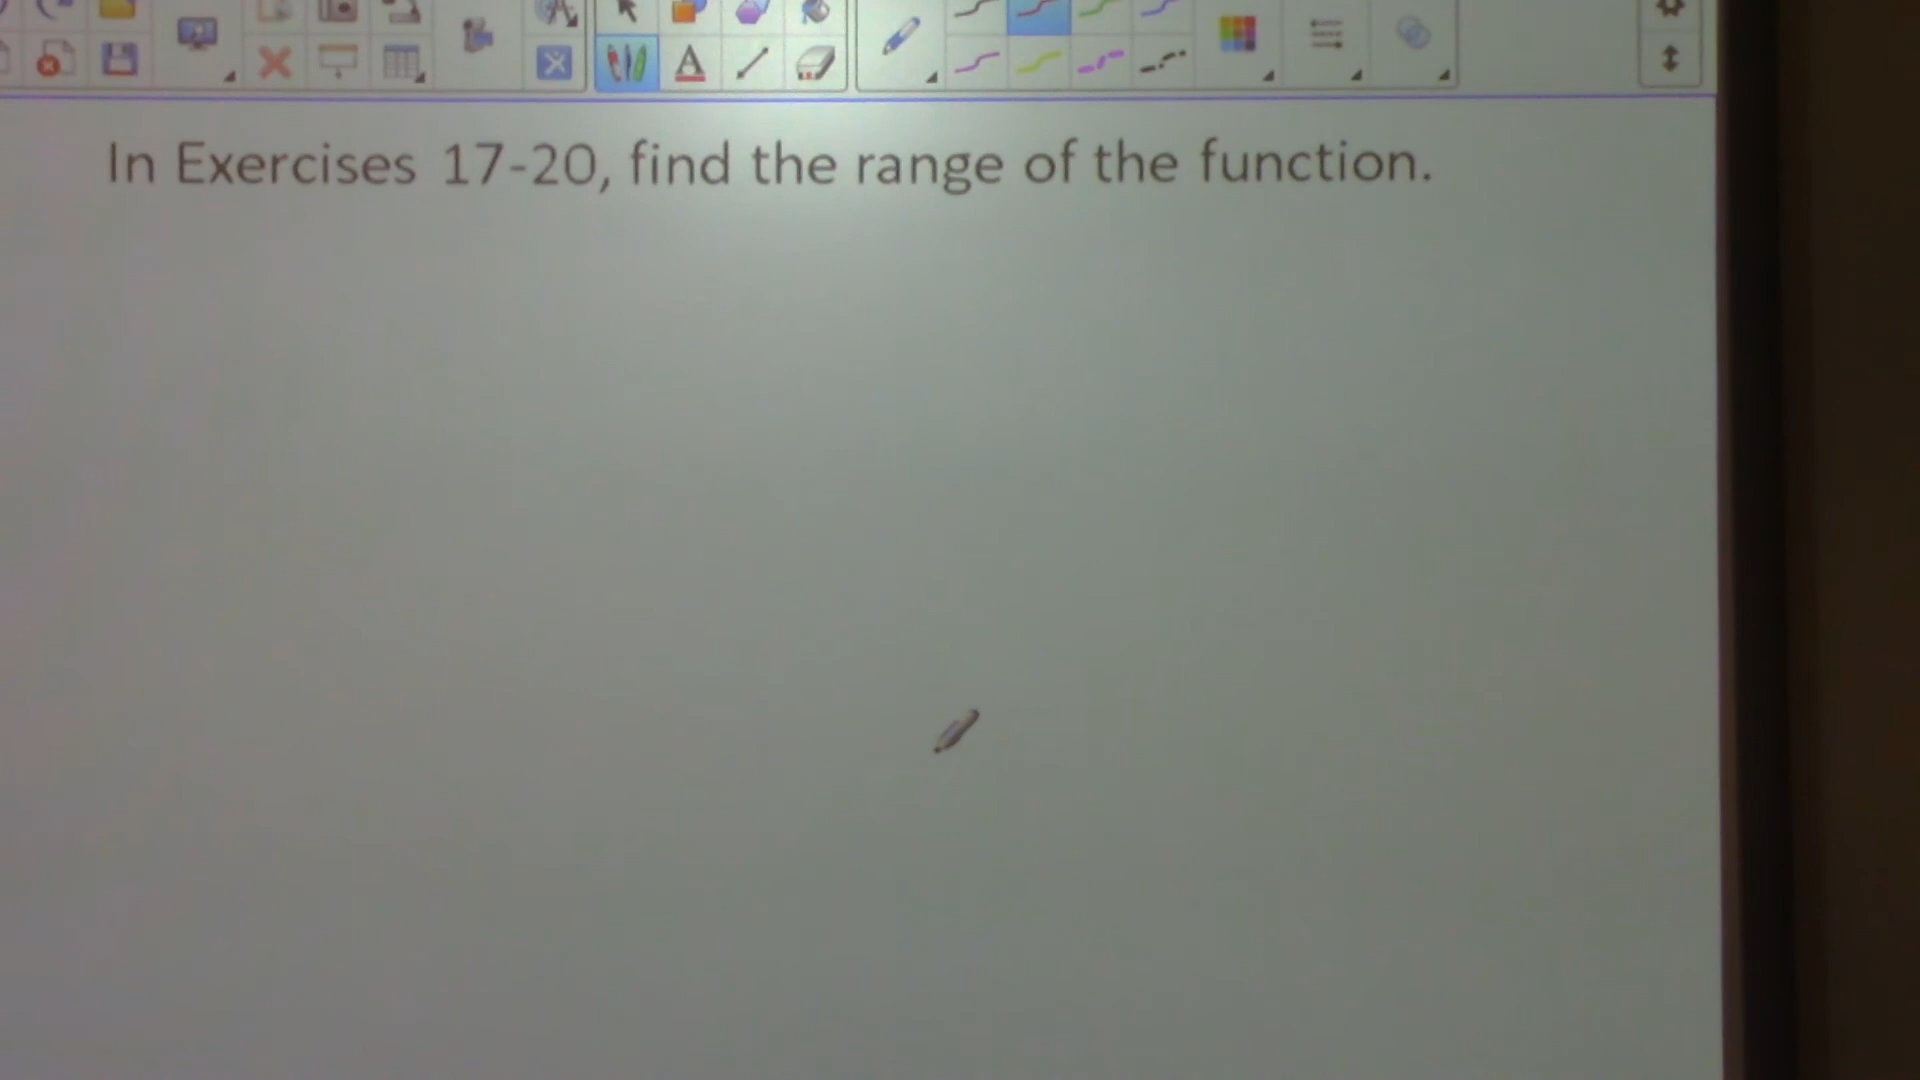 In Exercises 17-20, find the range of the function.